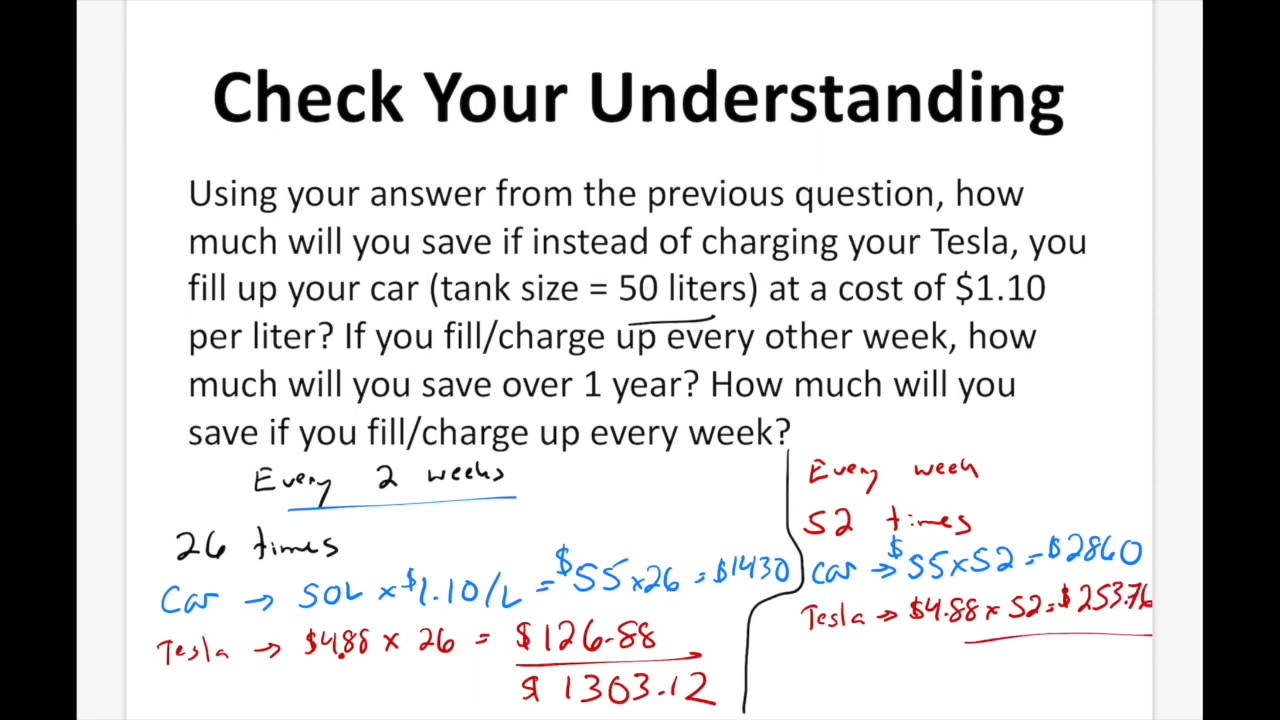 Check Your Understanding
Using your answer from the previous question, how
much will you save if instead of charging your Tesla, you
fill up your car (tank size = 50 liters) at a cost of $1.10
per liter? If you fill/charge up every other week, how
much will you save over 1 year? How much will you
save if you fill/charge up every week?
Every 2 weeks
26 times
Car → 50L × $1.10/L = $55 × 26 = $1430
Tesla → $4.88 × 26 = $126.88
$1303.12
Every week
52 times
Car → $55 × 52 = $2860
Tesla → $4.88 × 52 = $253.76